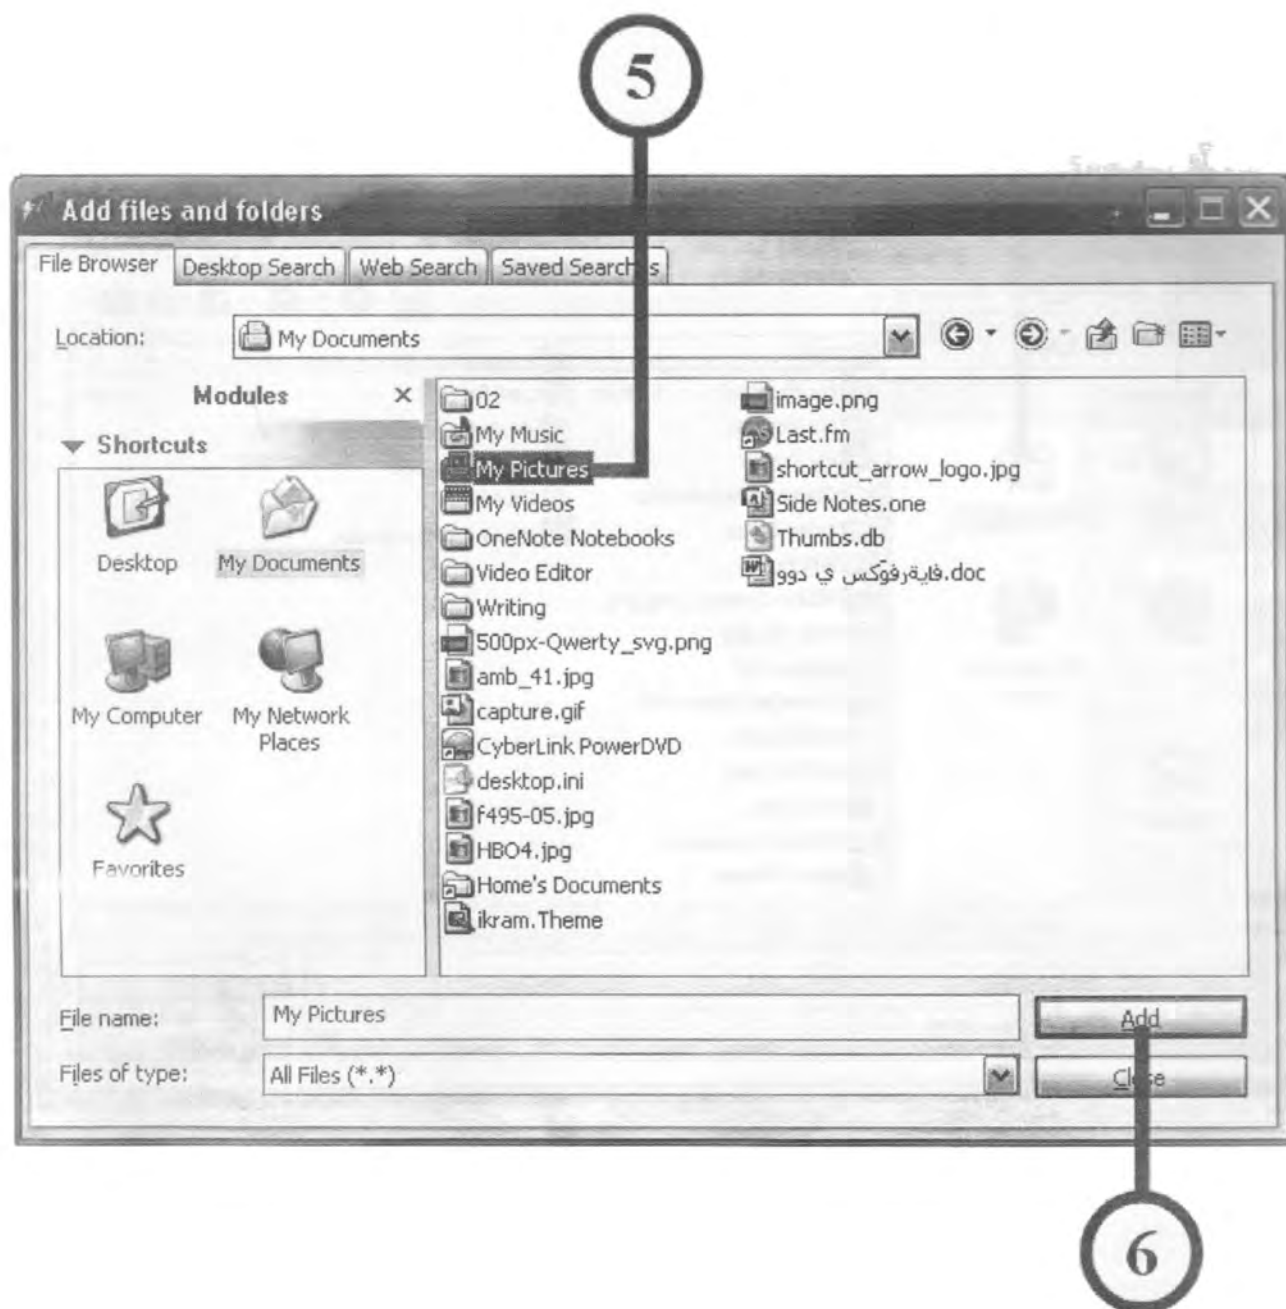 5
Add files and folders
File Browser Desktop Search Web Search Saved Searches
Location: My Documents
Modules
Shortcuts
Desktop
My Documents
My Computer
My Network
Places
Favorites
02
My Music
My Pictures
My Videos
OneNote Notebooks
Video Editor
Writing
500px-Qwerty_svg.png
amb_41.jpg
capture.gif
CyberLink PowerDVD
desktop.ini
f495-05.jpg
HBO4.jpg
Home's Documents
ikram.Theme
image.png
Last.fm
shortcut_arrow_logo.jpg
Side Notes.one
Thumbs.db
فایةرفوَکس ي دوو.doc
File name: My Pictures Add
Files of type: All Files (*.*) Close
6